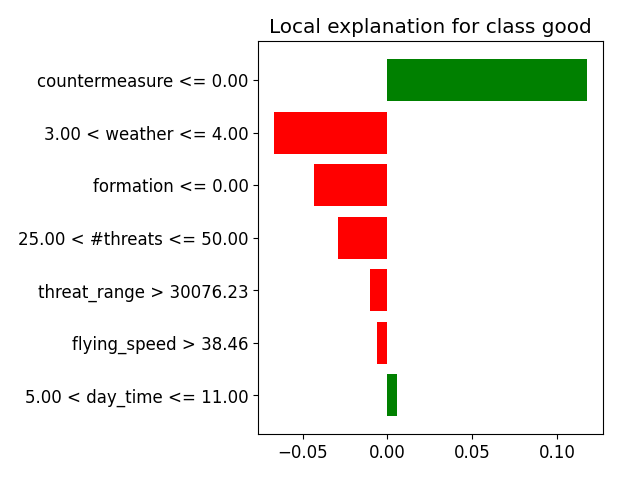 Local explanation for class good
countermeasure <= 0.00
3.00 < weather <= 4.00
formation <= 0.00
25.00 < #threats <= 50.00
threat_range > 30076.23
flying_speed > 38.46
5.00 < day_time <= 11.00
−0.05 0.00 0.05 0.10